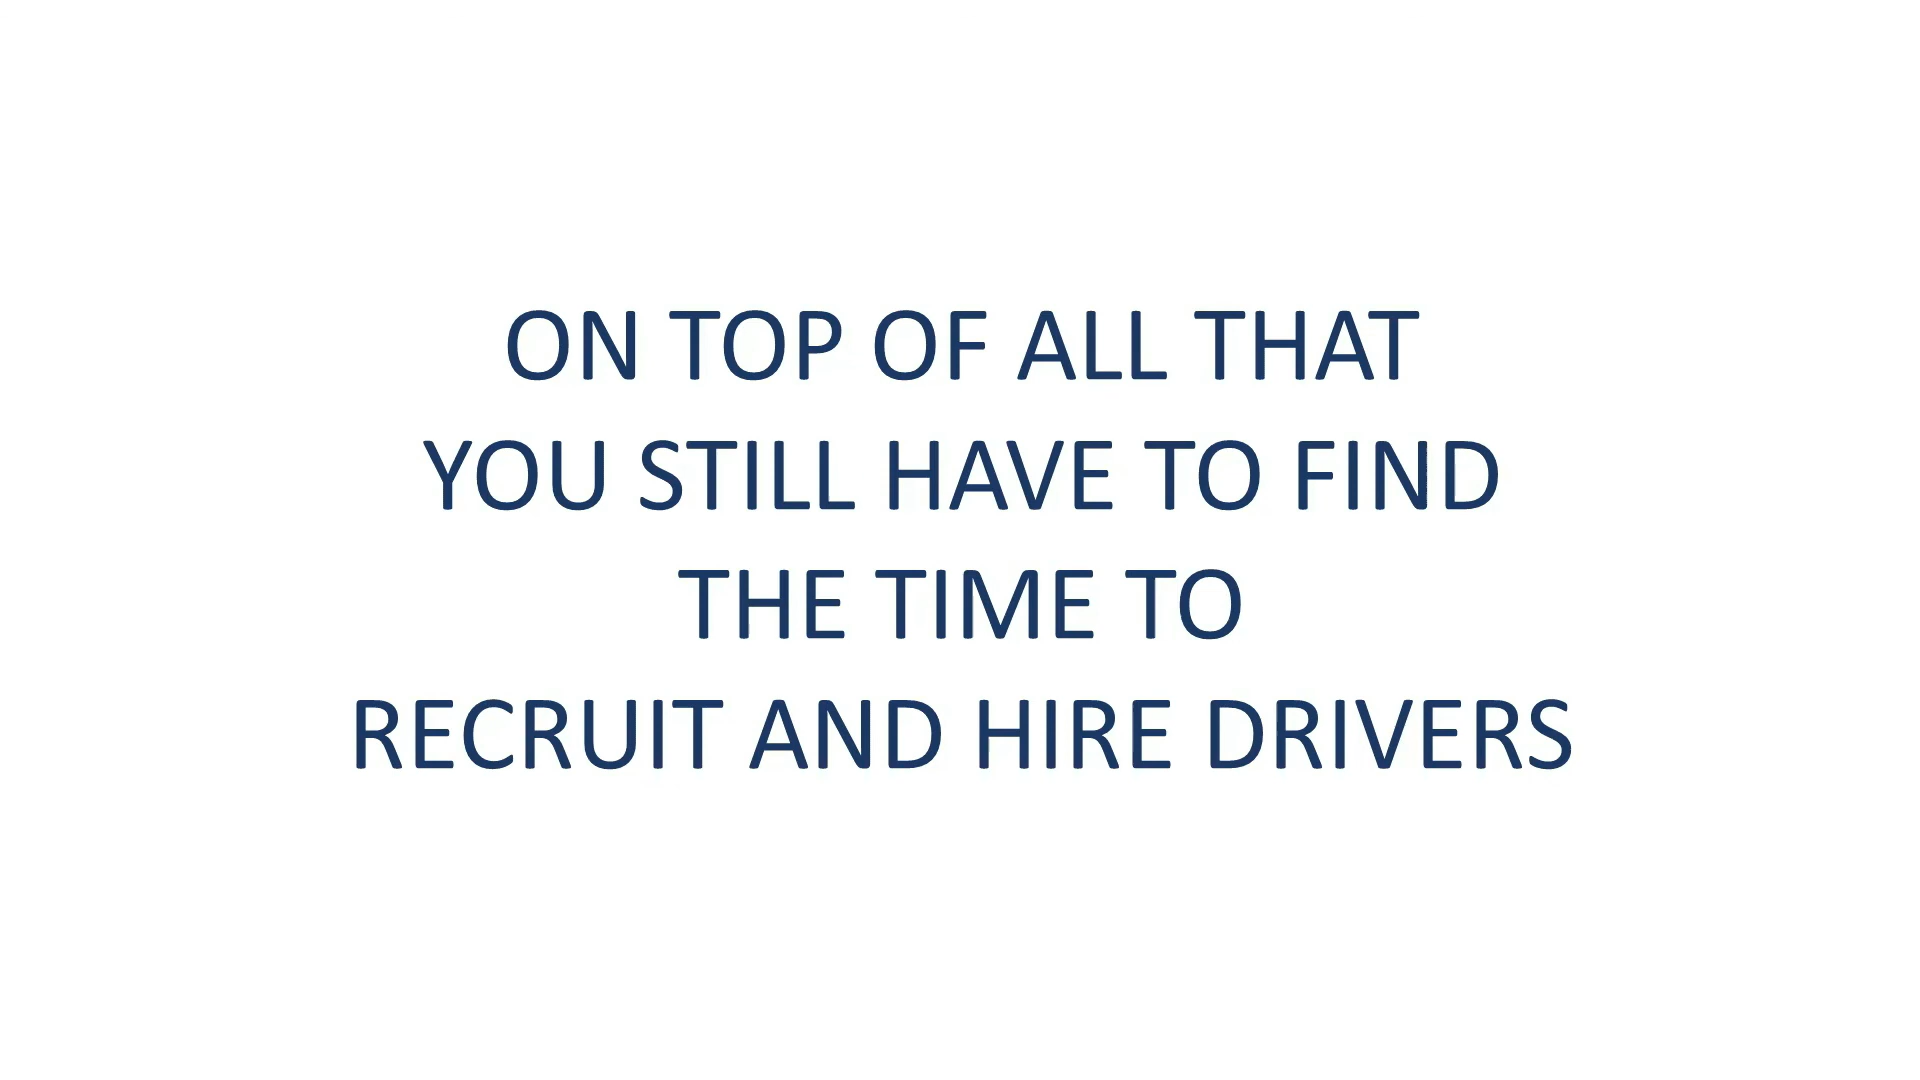 ON TOP OF ALL THAT
YOU STILL HAVE TO FIND
THE TIME TO
RECRUIT AND HIRE DRIVERS